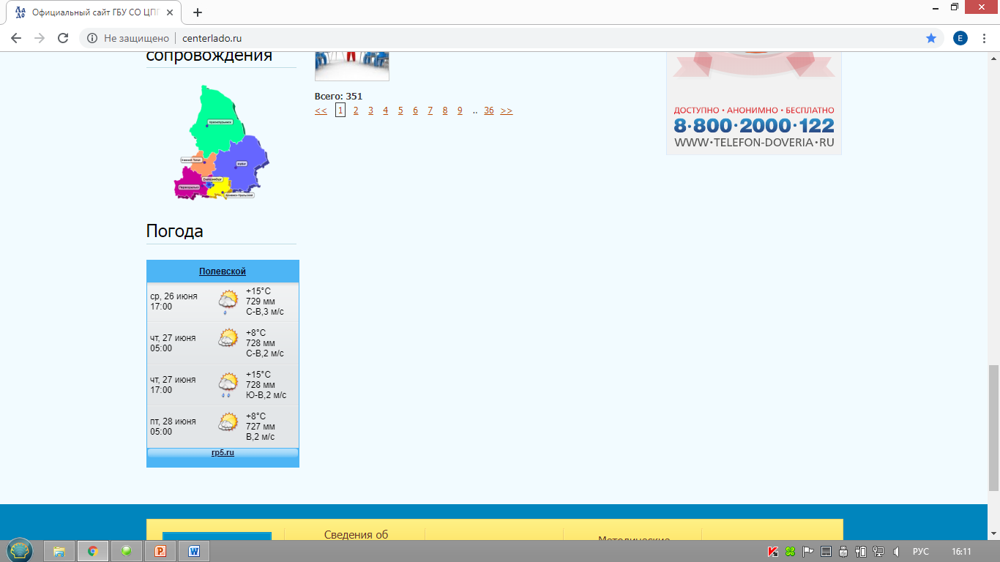 Официальный сайт ГБУ СО ЦПП
Не защищено
centerlado.ru
Е
сопровождения
Погода
Полевской
ср, 26 июня
17:00
+15°C
729 мм
С-В,3 м/с
чт, 27 июня
05:00
+8°C
728 мм
С-В,2 м/с
чт, 27 июня
17:00
+15°C
728 мм
Ю-В,2 м/с
пт, 28 июня
05:00
+8°C
727 мм
В,2 м/с
rp5.ru
Всего: 351
<< 1 2 3 4 5 6 7 8 9 .. 36 >>
ДОСТУПНО • АНОНИМНО • БЕСПЛАТНО
8·800·2000·122
WWW·TELEFON-DOVERIA·RU
Сведения об
Методические
РУС
16:11